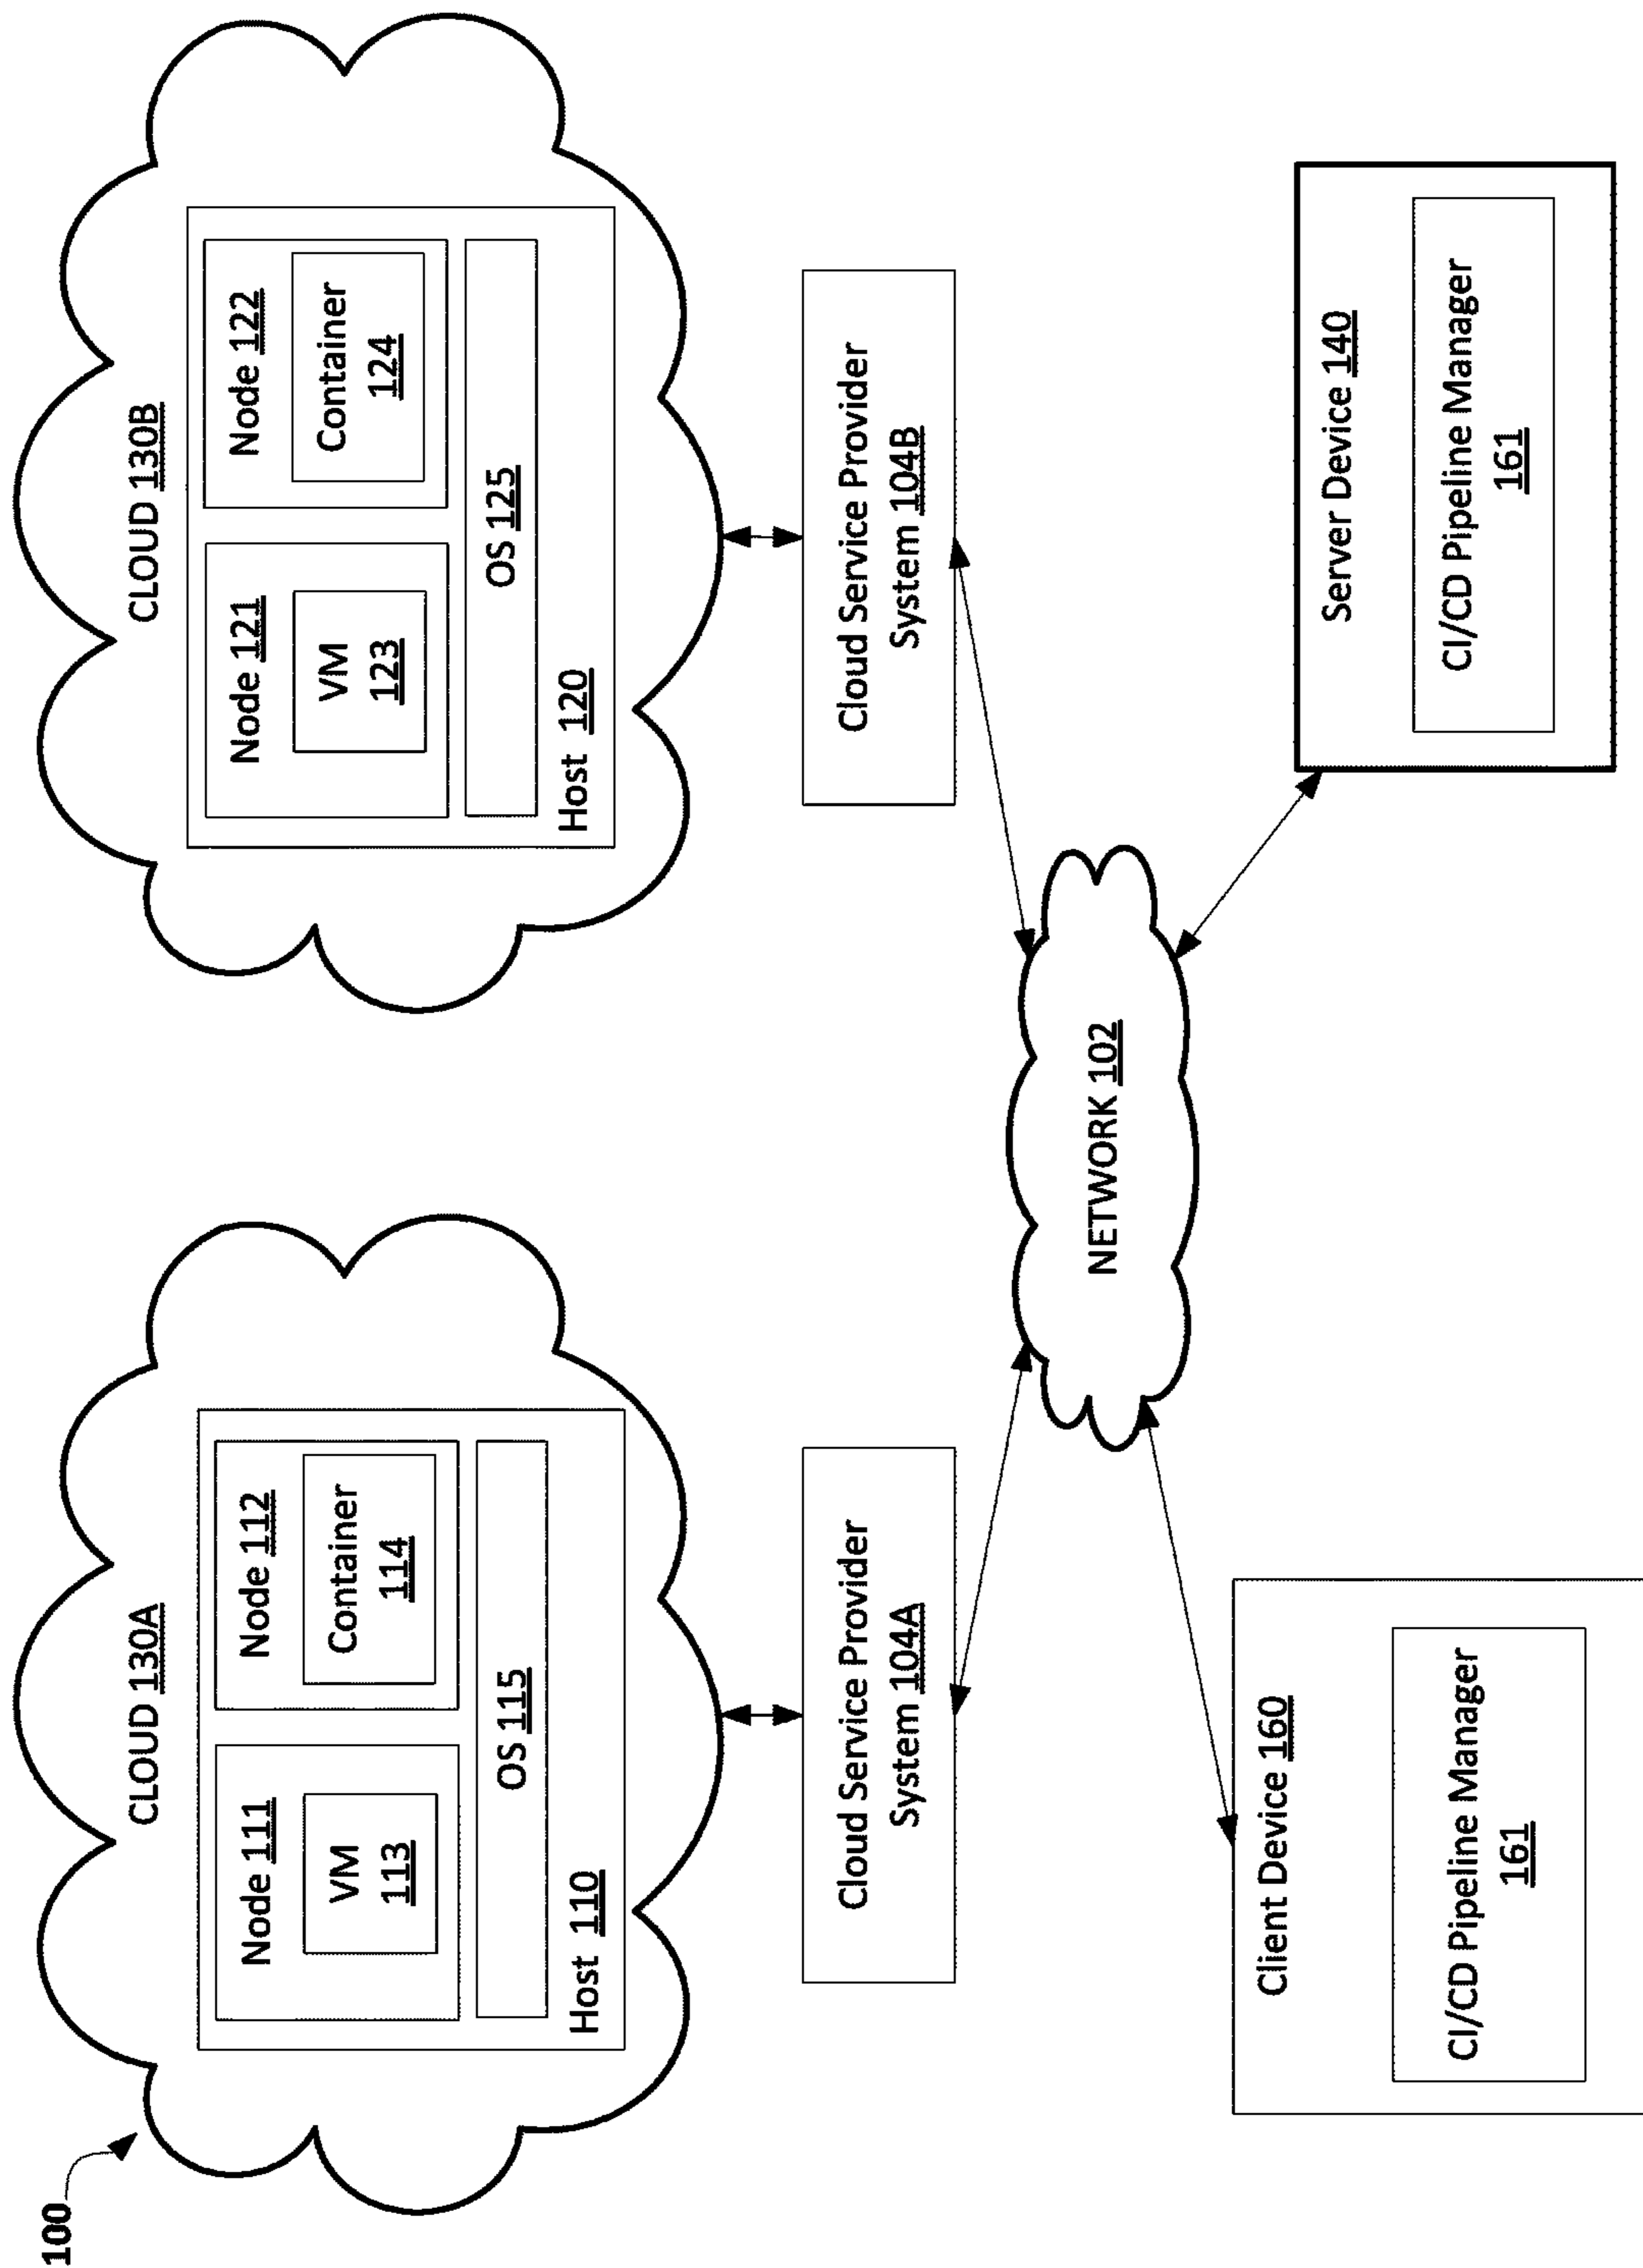 100
CLOUD 130A
Node 111
VM
113
Node 112
Container
114
OS 115
Host 110
CLOUD 130B
Node 121
VM
123
Node 122
Container
124
OS 125
Host 120
Cloud Service Provider
System 104A
Cloud Service Provider
System 104B
NETWORK 102
Client Device 160
CI/CD Pipeline Manager
161
Server Device 140
CI/CD Pipeline Manager
161